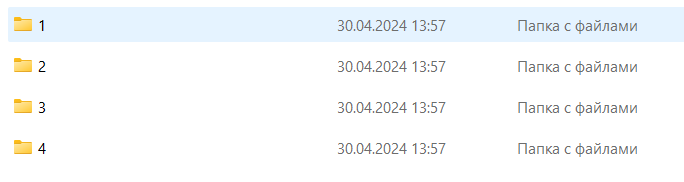 1 30.04.2024 13:57 Папка с файлами
2 30.04.2024 13:57 Папка с файлами
3 30.04.2024 13:57 Папка с файлами
4 30.04.2024 13:57 Папка с файлами